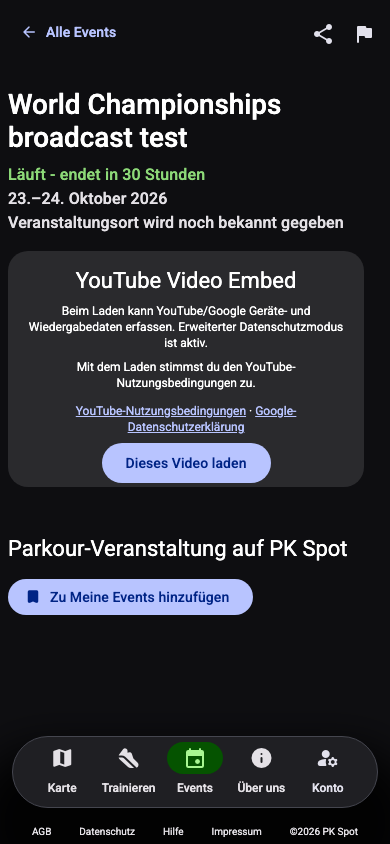 All Events
World Championships
broadcast test
Läuft - endet in 30 Stunden
23.–24. Oktober 2026
Veranstaltungsort wird noch bekannt gegeben
YouTube Video Embed
Beim Laden kann YouTube/Google Geräte- und
Wiedergabedaten erfassen. Erweiterter Datenschutzmodus
ist aktiv.
Mit dem Laden stimmst du den YouTube-
Nutzungsbedingungen zu.
YouTube-Nutzungsbedingungen · Google-
Datenschutzerklärung
Dieses Video laden
Parkour-Veranstaltung auf PK Spot
Zu Meine Events hinzufügen
Karte Trainieren Events Über uns Konto
AGB Datenschutz Hilfe Impressum ©2026 PK Spot